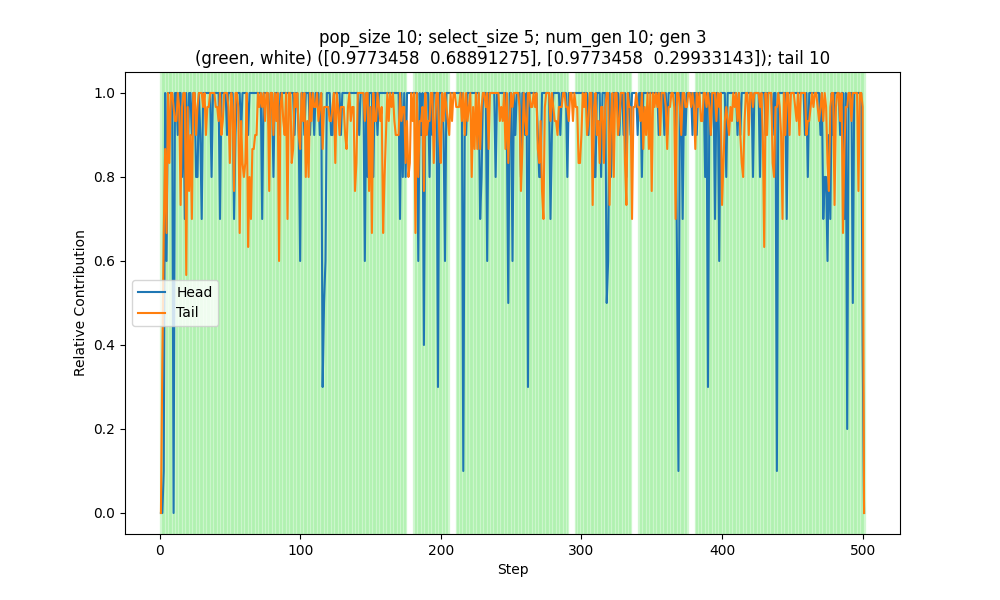 pop_size 10; select_size 5; num_gen 10; gen 3
(green, white) ([0.9773458  0.68891275], [0.9773458  0.29933143]); tail 10
Relative Contribution
1.0
0.8
0.6
0.4
0.2
0.0
Head
Tail
0 100 200 300 400 500
Step